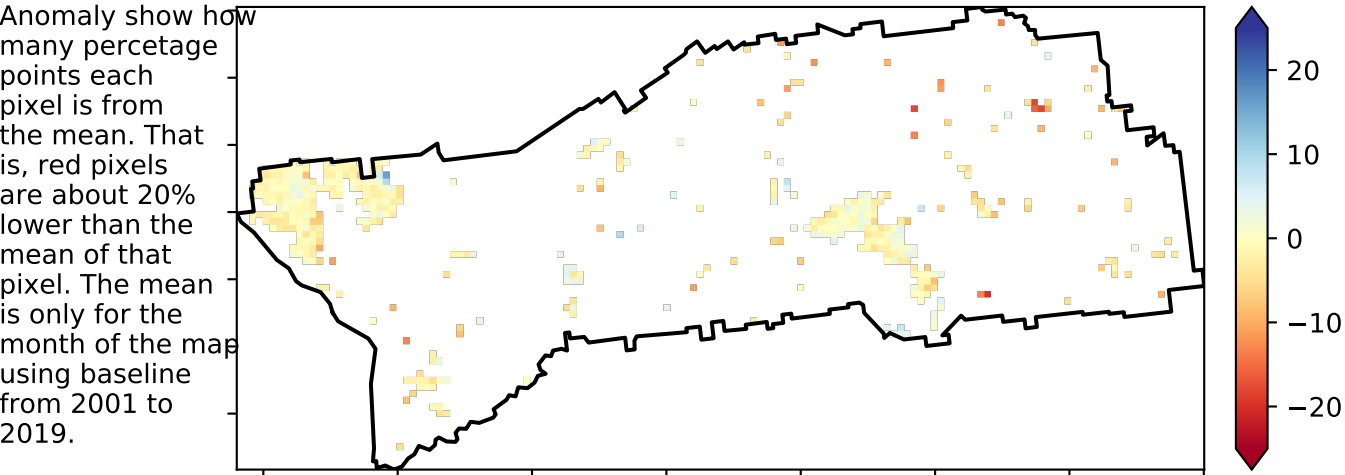 Anomaly show how
many percetage
points each
pixel is from
the mean. That
is, red pixels
are about 20%
lower than the
mean of that
pixel. The mean
is only for the
month of the map
using baseline
from 2001 to
2019.
20
10
0
−10
−20